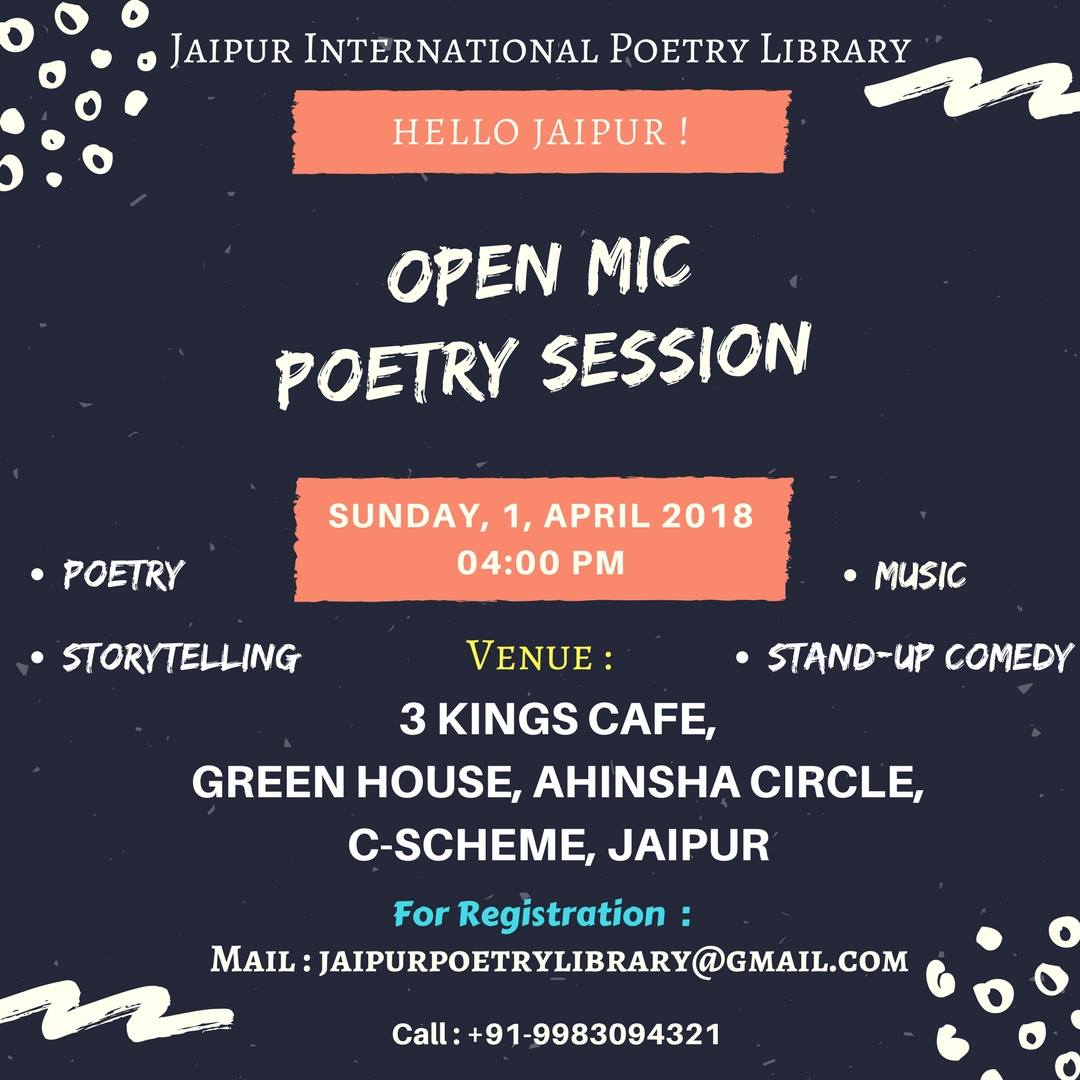 Jaipur International Poetry Library
HELLO JAIPUR !
OPEN MIC
POETRY SESSION
SUNDAY, 1, APRIL 2018
04:00 PM
• POETRY
• STORYTELLING
• MUSIC
• STAND-UP COMEDY
Venue :
3 KINGS CAFE,
GREEN HOUSE, AHINSHA CIRCLE,
C-SCHEME, JAIPUR
For Registration :
Mail : jaipurpoetrylibrary@gmail.com
Call : +91-9983094321